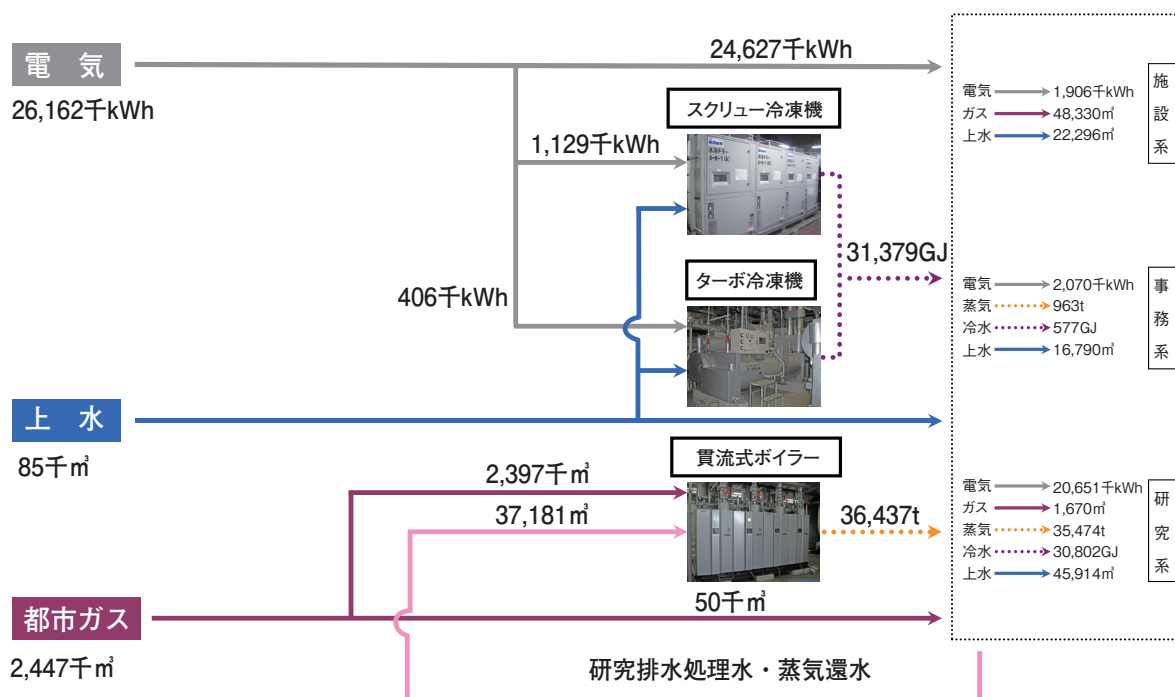 電 気
26,162千kWh
24,627千kWh
スクリュー冷凍機
1,129千kWh
31,379GJ
ターボ冷凍機
406千kWh
上 水
85千㎥
貫流式ボイラー
2,397千㎥
37,181㎥
36,437t
都市ガス
2,447千㎥
50千㎥
研究排水処理水・蒸気還水
施設系
電気 1,906千kWh
ガス 48,330㎥
上水 22,296㎥
事務系
電気 2,070千kWh
蒸気 963t
冷水 577GJ
上水 16,790㎥
研究系
電気 20,651千kWh
ガス 1,670㎥
蒸気 35,474t
冷水 30,802GJ
上水 45,914㎥